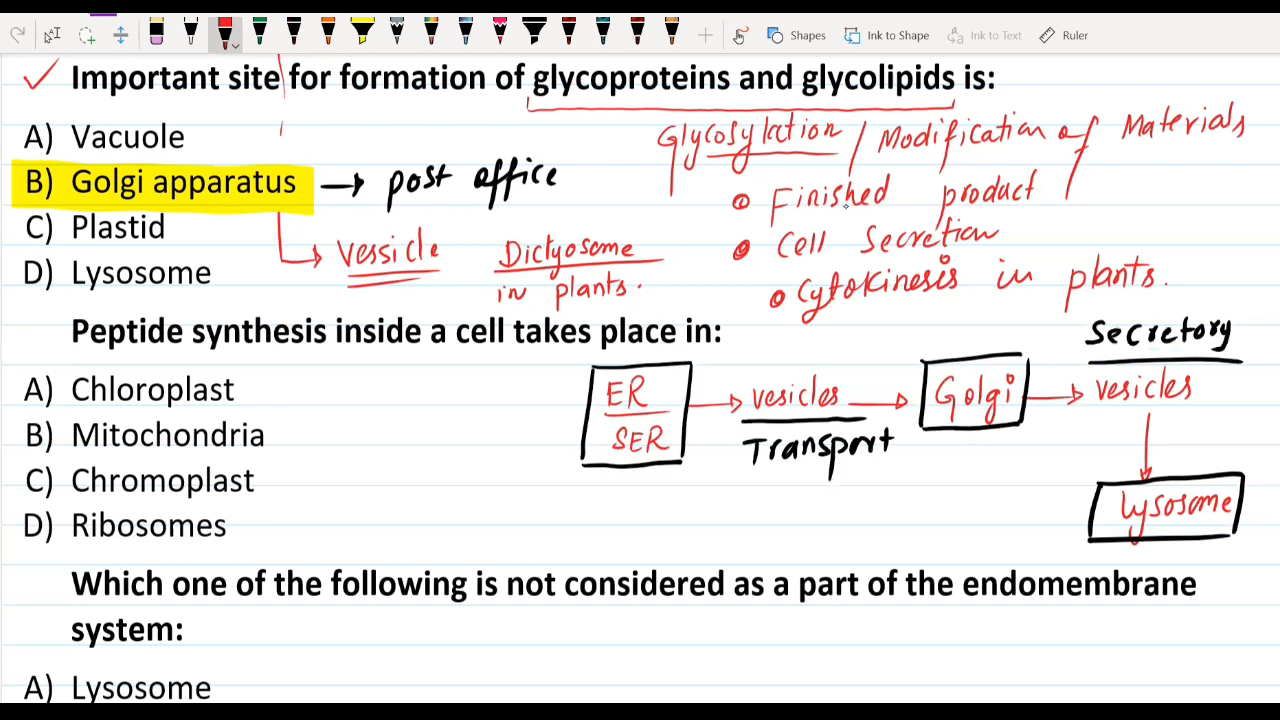 Shapes Ink to Shape Ink to Text Ruler
Important site for formation of glycoproteins and glycolipids is:
A) Vacuole
B) Golgi apparatus → post office
C) Plastid
D) Lysosome
Glycosylation / Modification of Materials
Finished product
Cell Secretion
Cytokinesis in plants.
vessicle
Dictyosome
in plants.
Peptide synthesis inside a cell takes place in:
A) Chloroplast
B) Mitochondria
C) Chromoplast
D) Ribosomes
Secretory
ER → vesicles → Golgi → vesicles
SER
Transport
Lysosome
Which one of the following is not considered as a part of the endomembrane
system:
A) Lysosome